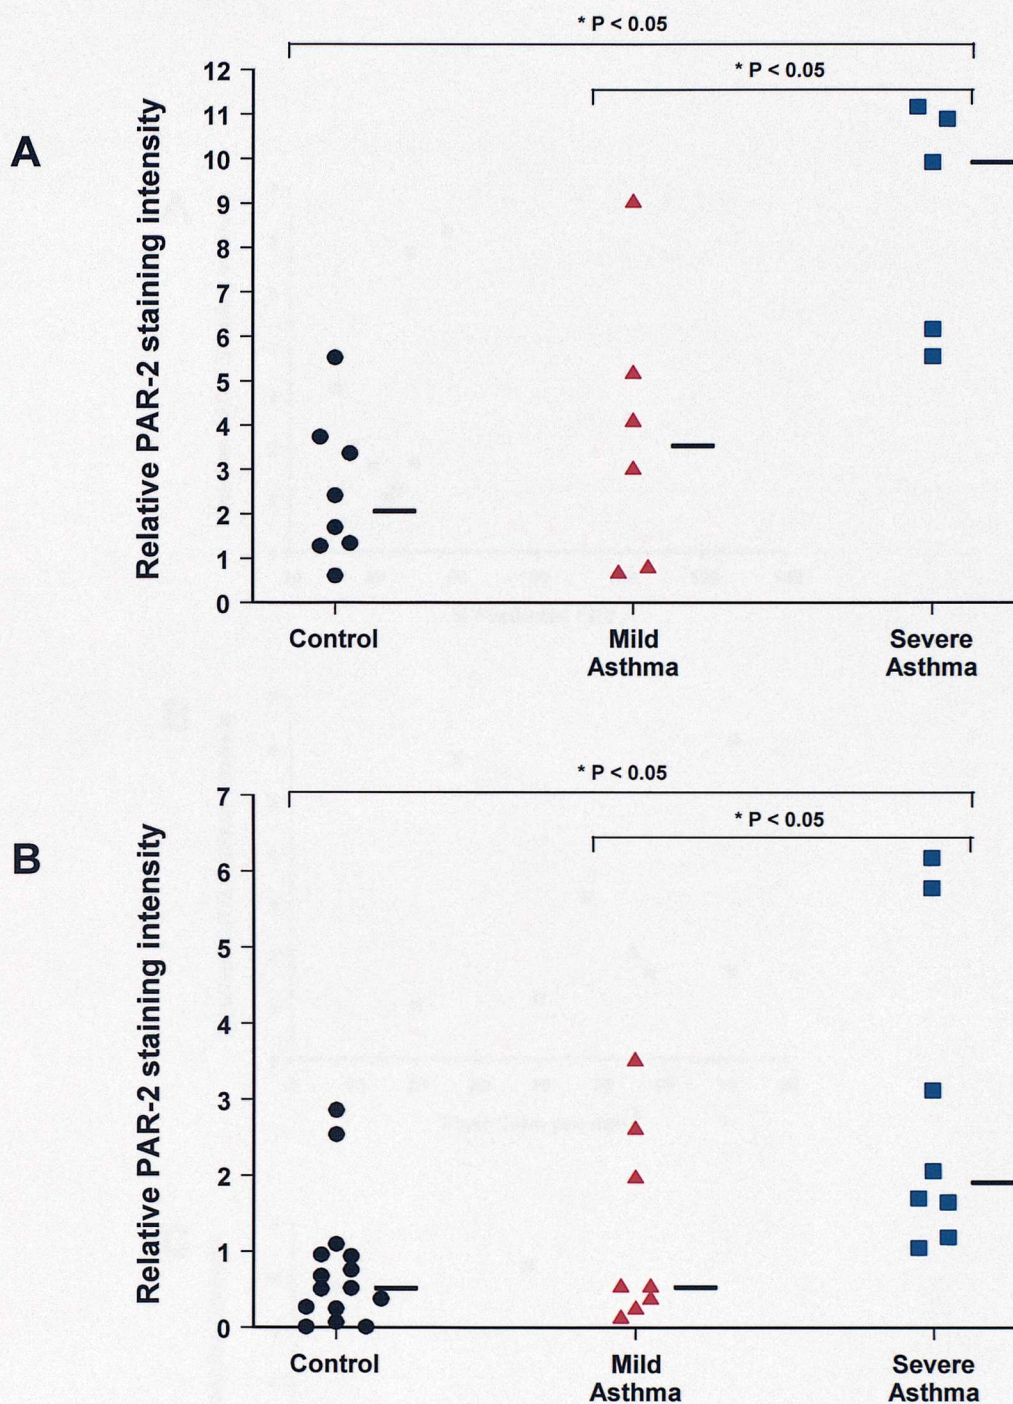 * P < 0.05
* P < 0.05
A
Relative PAR-2 staining intensity
12
11
10
9
8
7
6
5
4
3
2
1
0
Control
Mild
Asthma
Severe
Asthma
* P < 0.05
* P < 0.05
B
Relative PAR-2 staining intensity
7
6
5
4
3
2
1
0
Control
Mild
Asthma
Severe
Asthma